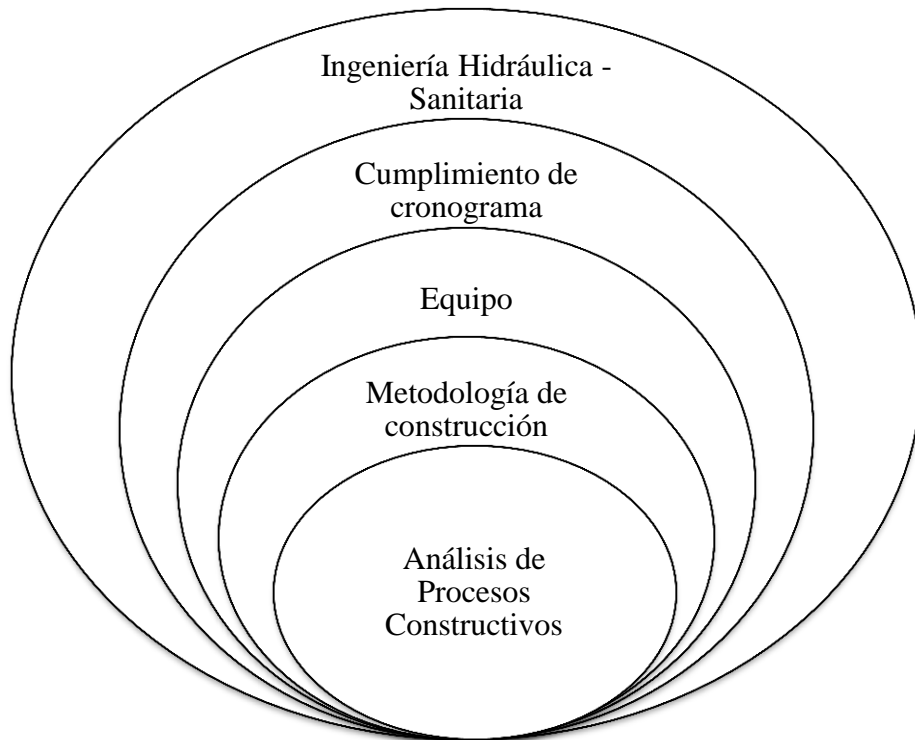 Ingeniería Hidráulica -
Sanitaria
Cumplimiento de
cronograma
Equipo
Metodología de
construcción
Análisis de
Procesos
Constructivos